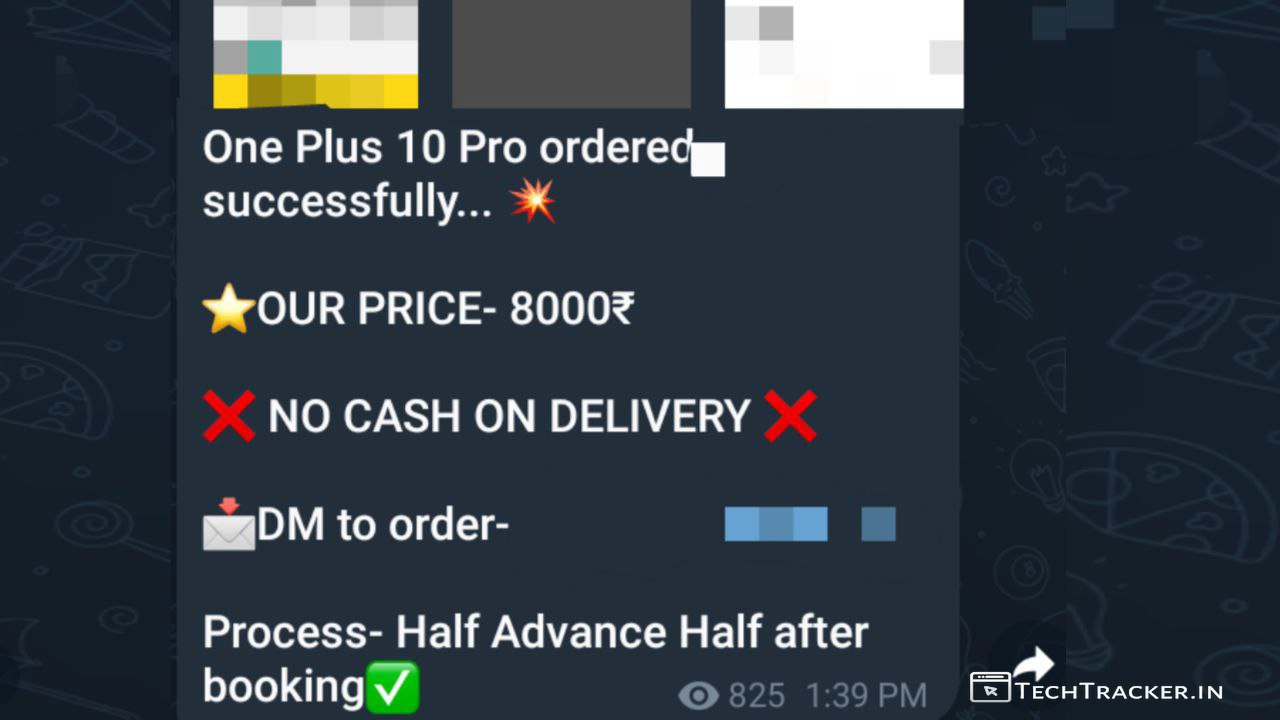 One Plus 10 Pro ordered
successfully... 💥
⭐OUR PRICE- 8000₹
❌ NO CASH ON DELIVERY ❌
📩DM to order-
Process- Half Advance Half after
booking✅
825 1:39 PM
TECHTRACKER.IN